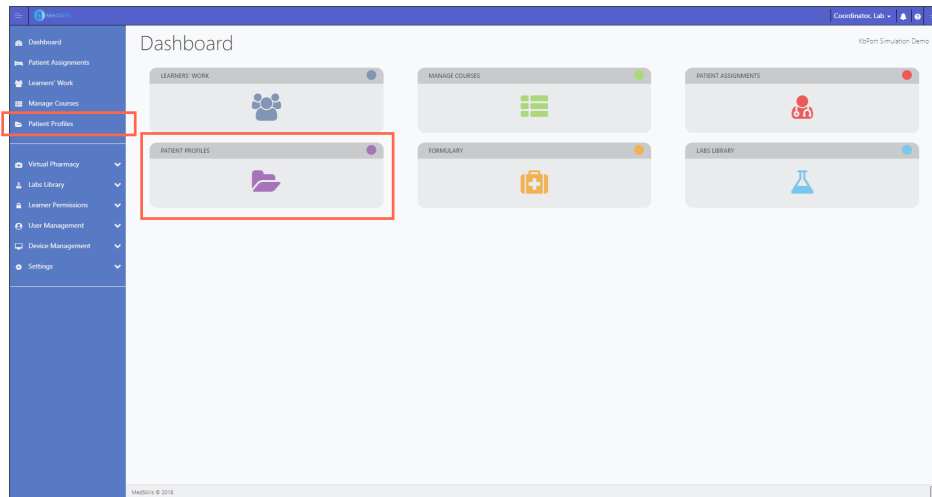 MedSkills
Coordinator, Lab
Dashboard
Patient Assignments
Learners' Work
Manage Courses
Patient Profiles
Virtual Pharmacy
Labs Library
Learner Permissions
User Management
Device Management
Settings
Dashboard
KbPort Simulation Demo
LEARNERS' WORK
MANAGE COURSES
PATIENT ASSIGNMENTS
PATIENT PROFILES
FORMULARY
LABS LIBRARY
MedSkills © 2018